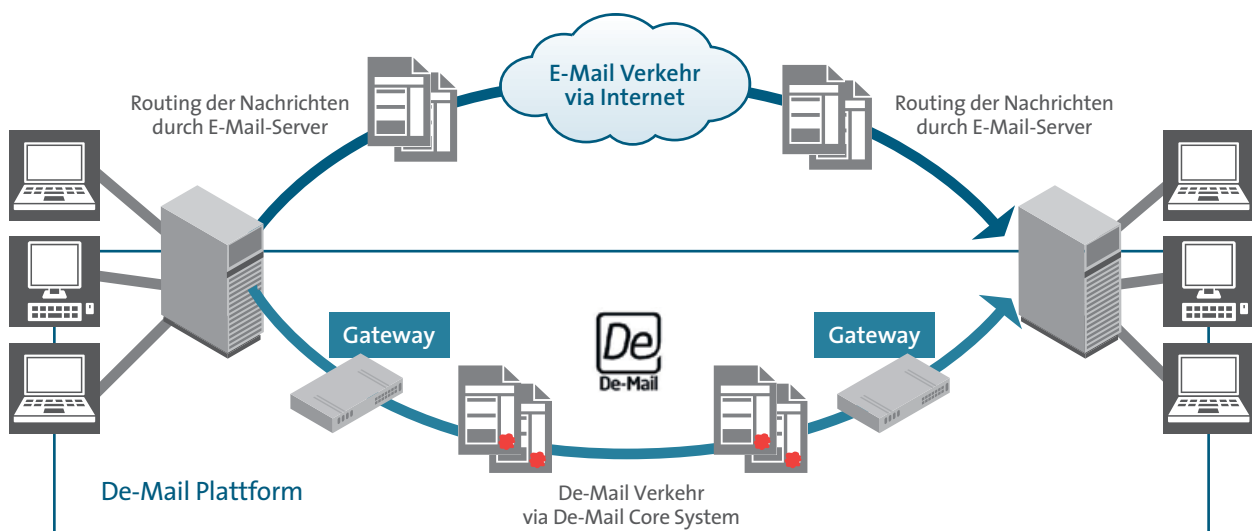 E-Mail Verkehr
via Internet
Routing der Nachrichten
durch E-Mail-Server
Routing der Nachrichten
durch E-Mail-Server
Gateway
De
De-Mail
Gateway
De-Mail Plattform
De-Mail Verkehr
via De-Mail Core System